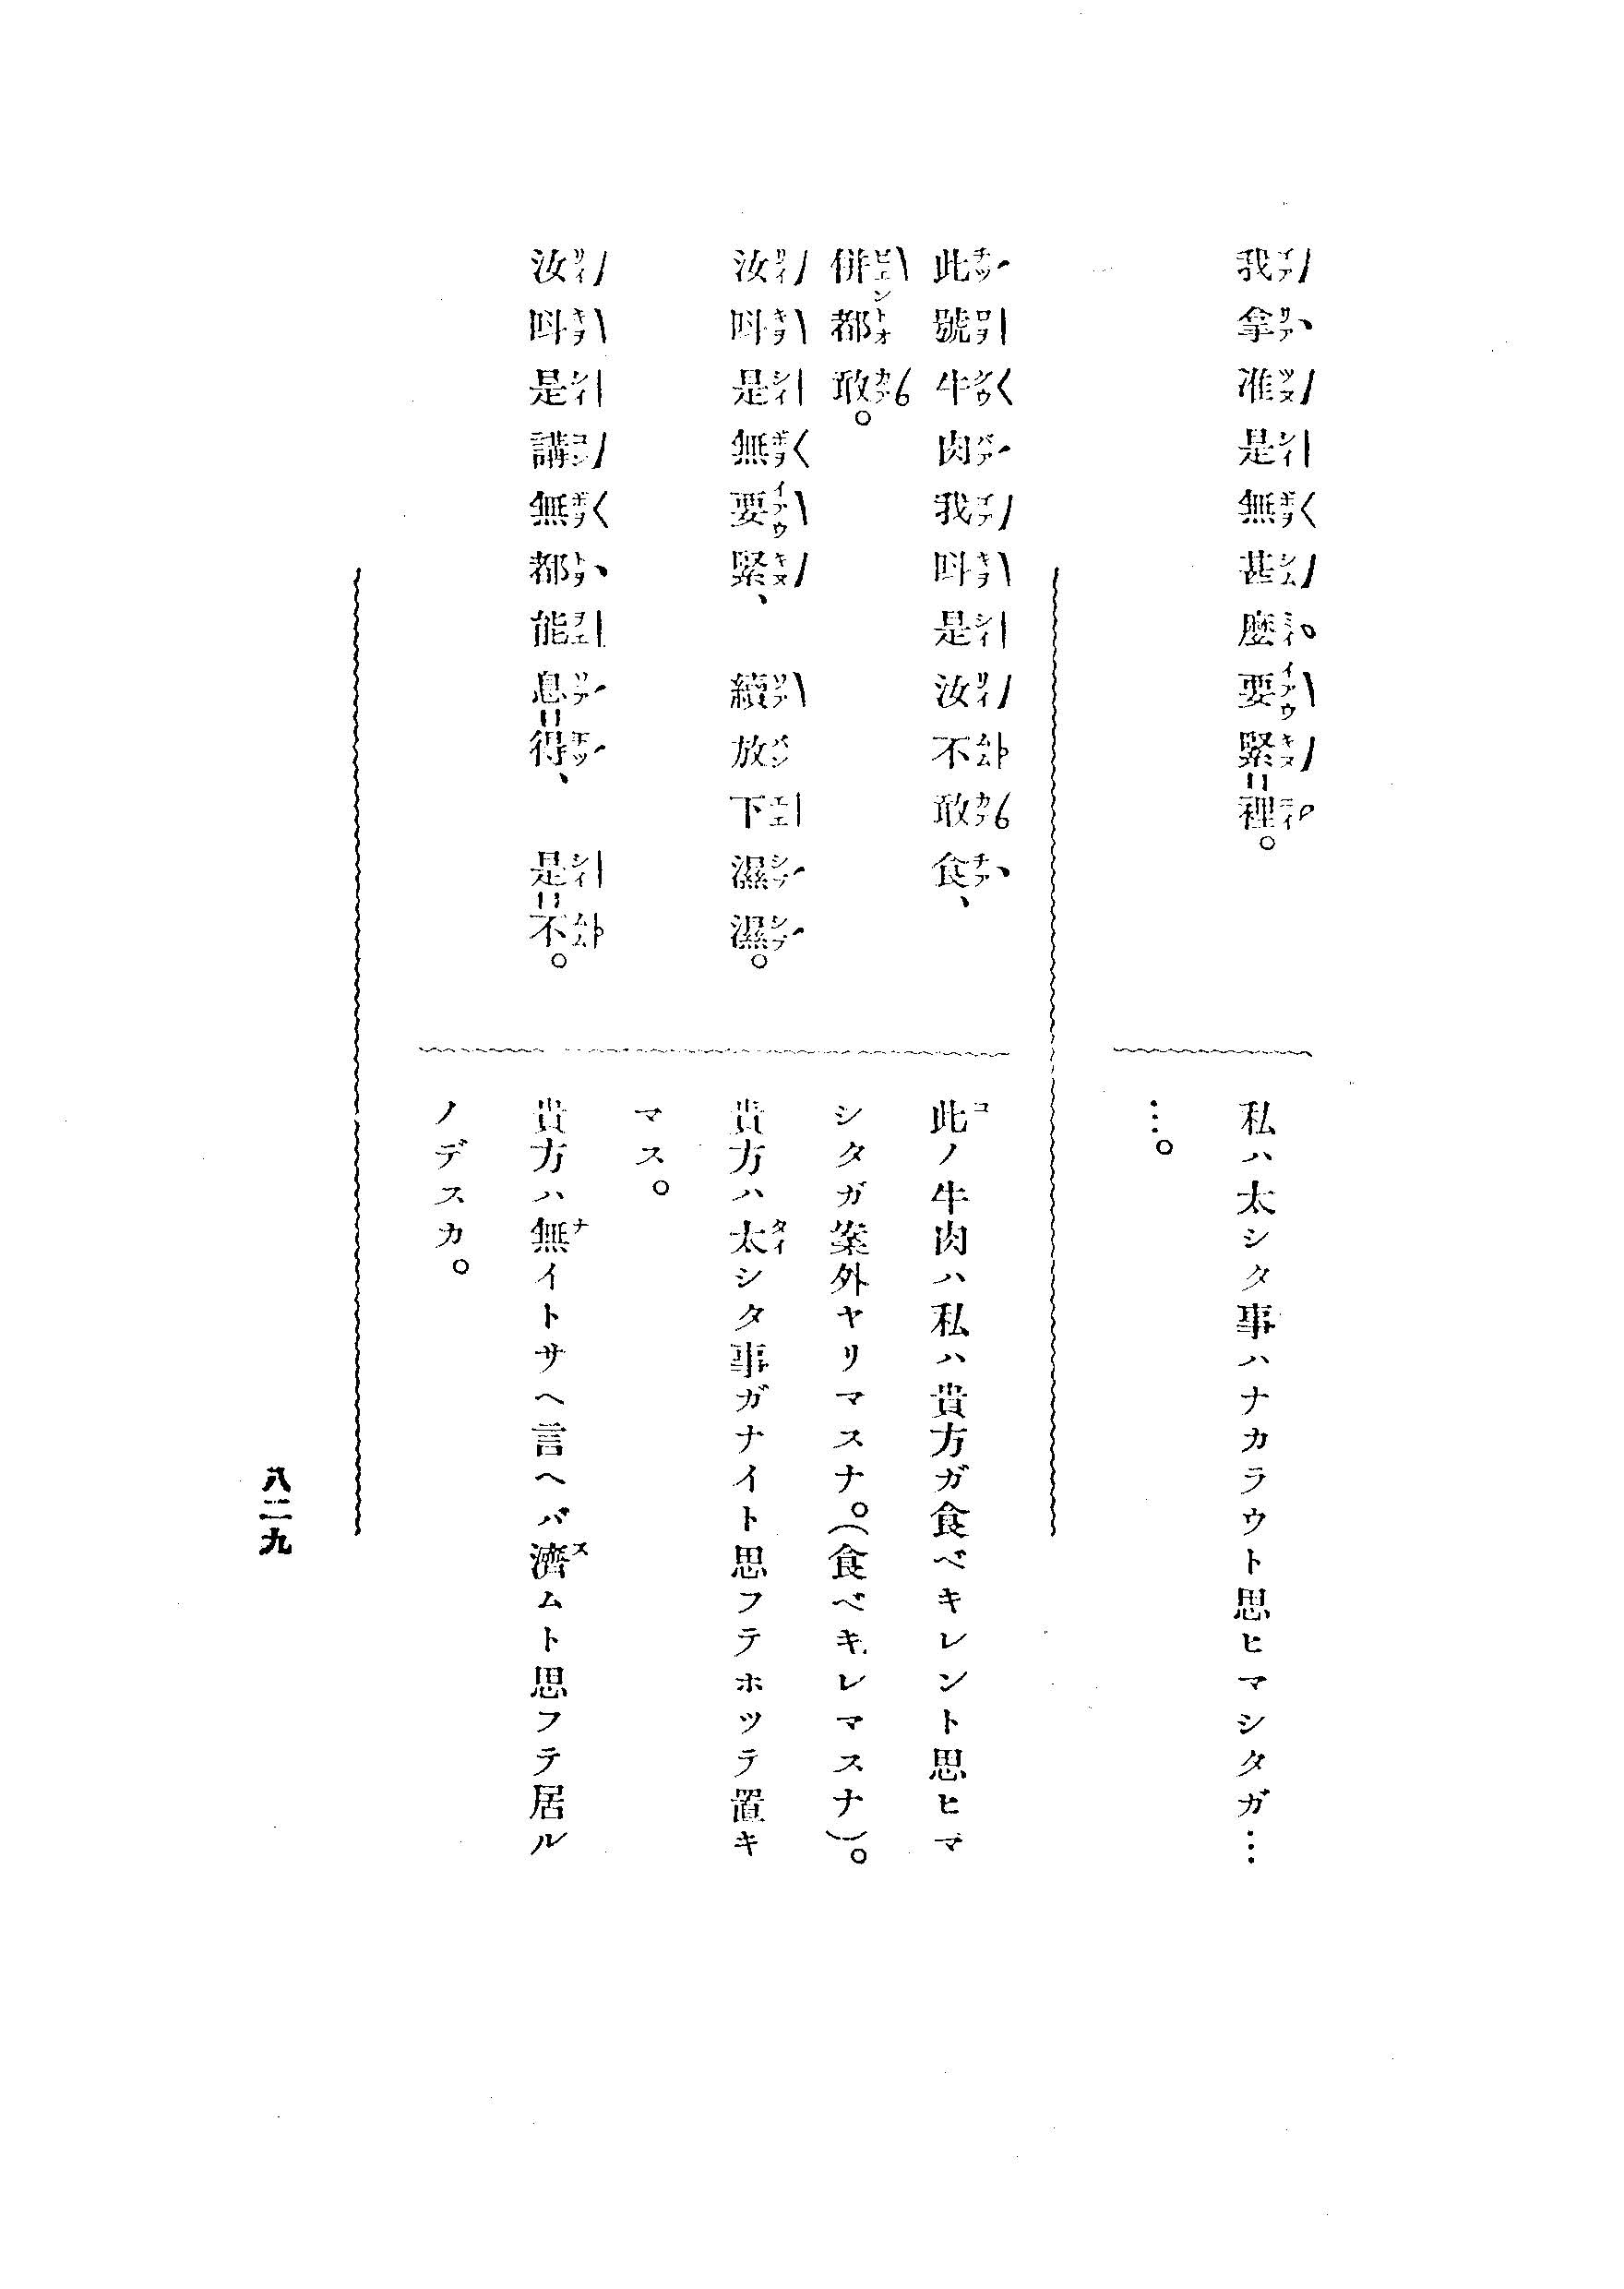 我拿准是無甚麼要緊=裡。
私ハ太シタ事ハナカラウト思ヒマシタガ…
…。
此號牛肉我呌是汝不敢食、
併都敢。
此ノ牛肉ハ私ハ貴方ガ食ベキレント思ヒマ
シタガ案外ヤリマスナ。(食ベキレマスナ)。
汝呌是無要緊、續放下濕濕。
貴方ハ太シタ事ガナイト思フテホツテ置キ
マス。
汝呌是講無都能息=得、是=不。
貴方ハ無イトサヘ言ヘバ濟ムト思フテ居ル
ノデスカ。
八二九